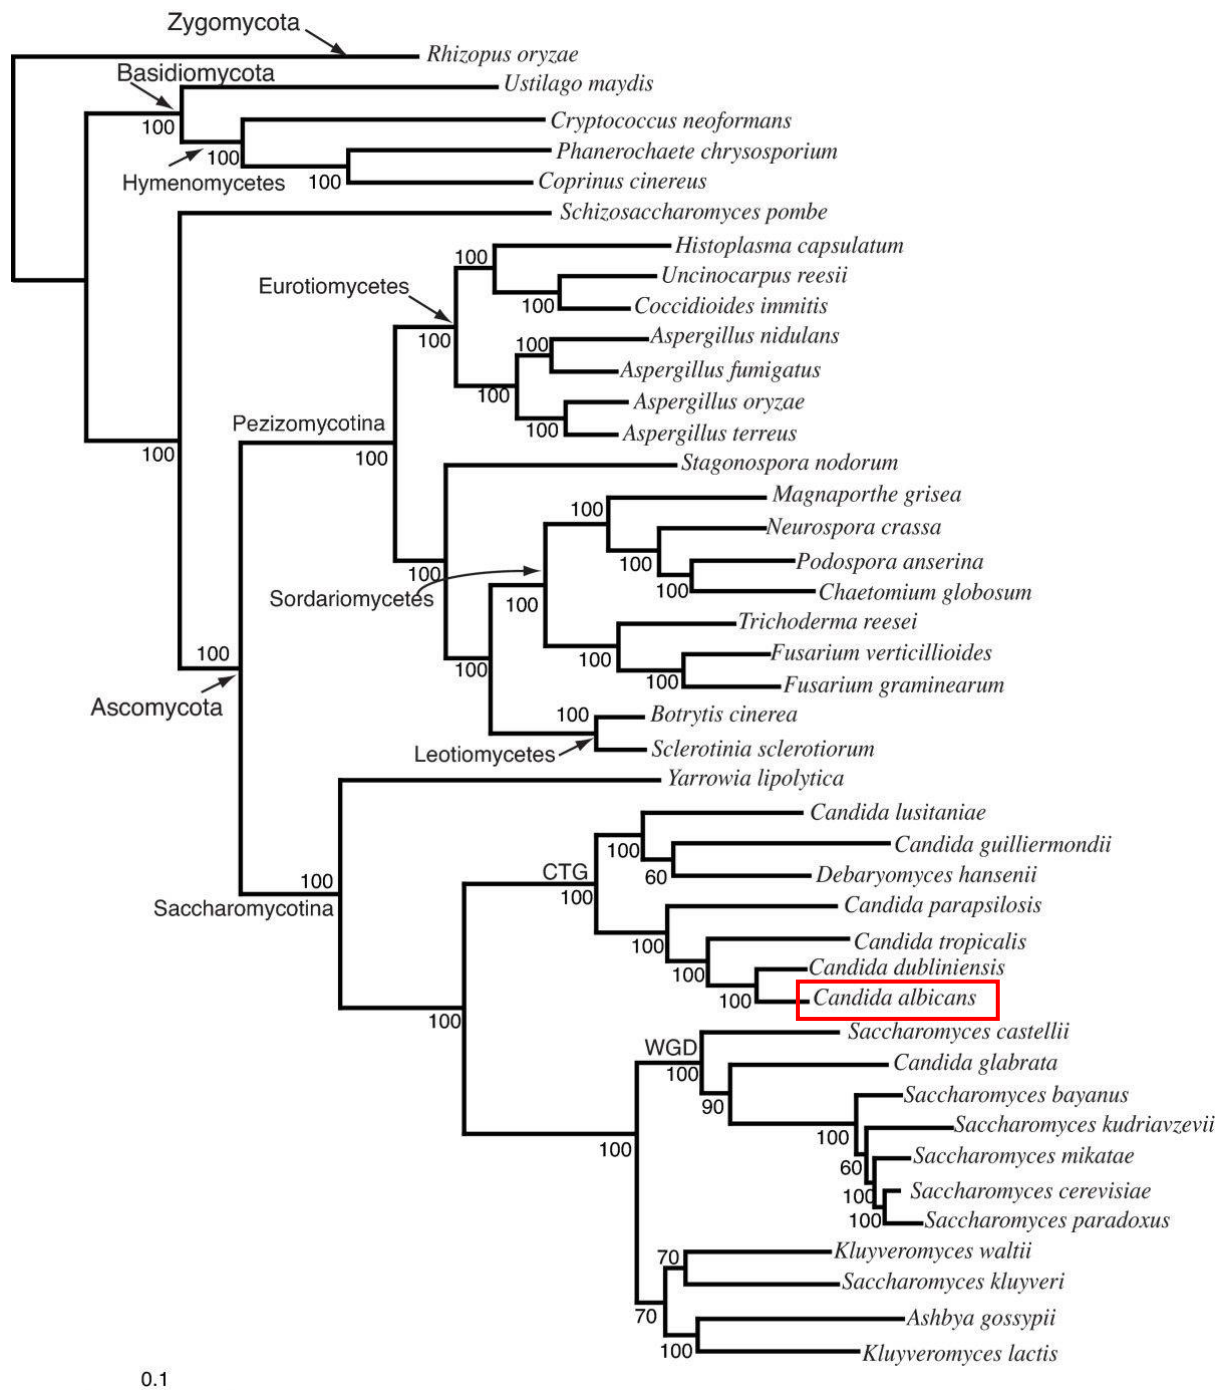 Zygomycota
Rhizopus oryzae
Basidiomycota
Ustilago maydis
100
Cryptococcus neoformans
100
Phanerochaete chrysosporium
Hymenomycetes
100
Coprinus cinereus
Schizosaccharomyces pombe
Histoplasma capsulatum
100
Uncinocarpus reesii
Eurotiomycetes
100
Coccidioides immitis
100
Aspergillus nidulans
100
Aspergillus fumigatus
100
Aspergillus oryzae
Pezizomycotina
100
Aspergillus terreus
100
100
Stagonospora nodorum
Magnaporthe grisea
100
Neurospora crassa
100
Podospora anserina
100
100
Chaetomium globosum
Sordariomycetes
100
Trichoderma reesei
100
Fusarium verticillioides
100
100
100
Fusarium graminearum
Ascomycota
100
Botrytis cinerea
Leotiomycetes
Sclerotinia sclerotiorum
Yarrowia lipolytica
Candida lusitaniae
100
Candida guilliermondii
CTG
60
Debaryomyces hansenii
100
100
Saccharomycotina
Candida parapsilosis
100
Candida tropicalis
100
Candida dubliniensis
100
Candida albicans
100
Saccharomyces castellii
WGD
100
Candida glabrata
90
Saccharomyces bayanus
100
Saccharomyces kudriavzevii
100
60
Saccharomyces mikatae
100
Saccharomyces cerevisiae
100
Saccharomyces paradoxus
70
Kluyveromyces waltii
Saccharomyces kluyveri
70
Ashbya gossypii
100
Kluyveromyces lactis
0.1